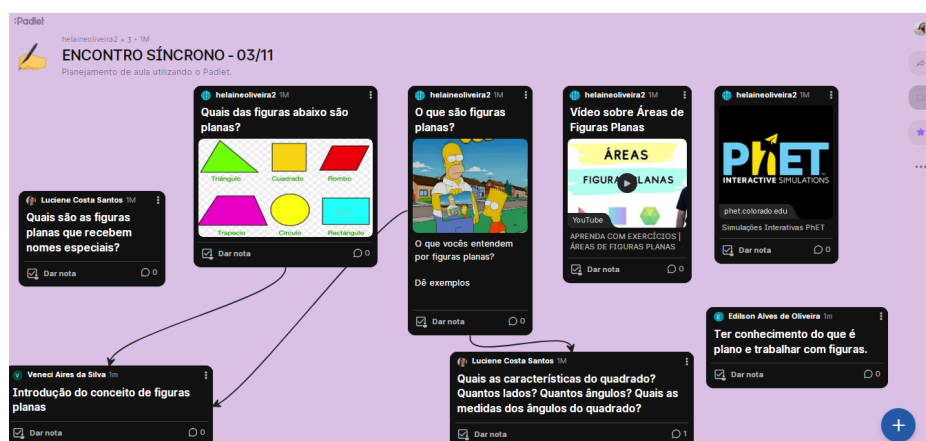 :Padlet
helaineoliveira2 + 3 • 1M
ENCONTRO SÍNCRONO - 03/11
Planejamento de aula utilizando o Padlet.
helaineoliveira2 1M
Quais das figuras abaixo são
planas?
Triângulo
Cuadrado
Rombo
Trapecio
Círculo
Rectángulo
Dar nota
0
helaineoliveira2 1M
O que são figuras
planas?
O que vocês entendem
por figuras planas?
Dê exemplos
Dar nota
0
helaineoliveira2 1M
Vídeo sobre Áreas de
Figuras Planas
ÁREAS
YouTube
APRENDA COM EXERCÍCIOS |
ÁREAS DE FIGURAS PLANAS
Dar nota
0
helaineoliveira2 1M
PhET
INTERACTIVE SIMULATIONS
phet.colorado.edu
Simulações Interativas PhET
Dar nota
0
Luciene Costa Santos 1M
Quais são as figuras
planas que recebem
nomes especiais?
Dar nota
0
Edilson Alves de Oliveira 1m
Ter conhecimento do que é
plano e trabalhar com figuras.
Dar nota
0
Veneci Aires da Silva 1m
Introdução do conceito de figuras
planas
Dar nota
0
Luciene Costa Santos 1M
Quais as características do quadrado?
Quantos lados? Quantos ângulos? Quais as
medidas dos ângulos do quadrado?
Dar nota
1